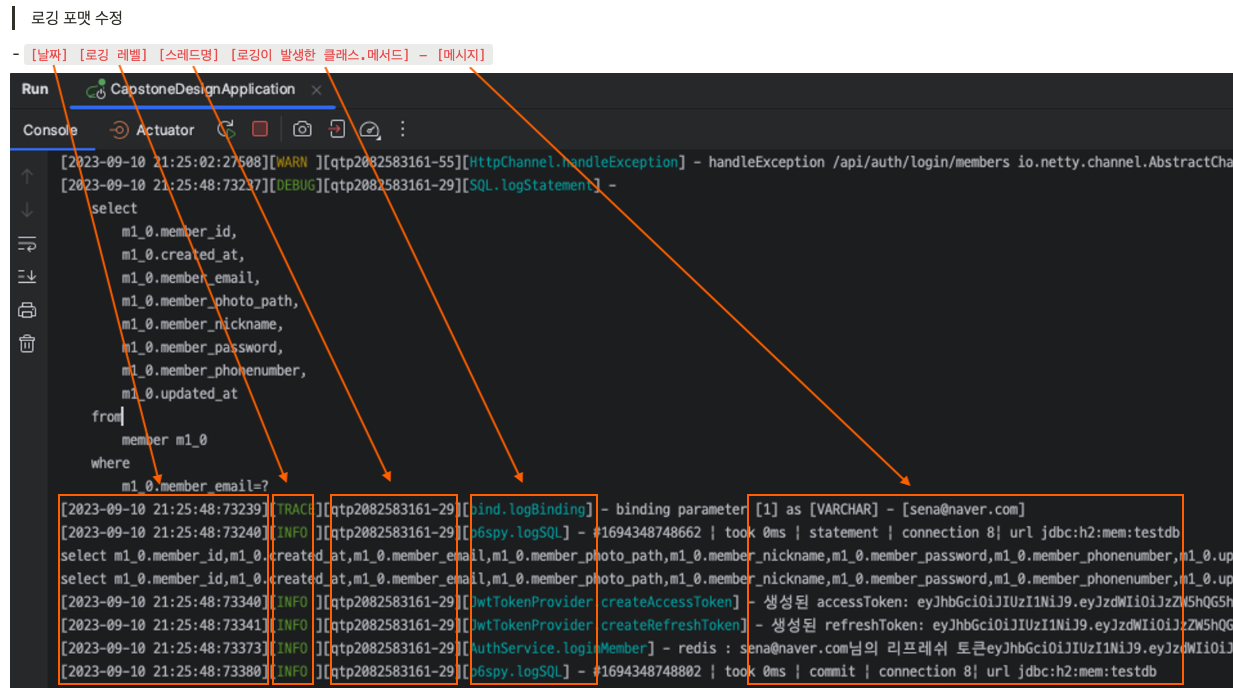 로깅 포맷 수정
- [날짜] [로깅 레벨] [스레드명] [로깅이 발생한 클래스.메서드] – [메시지]
Run CapstoneDesignApplication
Console Actuator
[2023-09-10 21:25:02:27508][WARN ][qtp2082583161-55][HttpChannel.handleException] - handleException /api/auth/login/members io.netty.channel.AbstractCha
[2023-09-10 21:25:48:73237][DEBUG][qtp2082583161-29][SQL.logStatement] -
select
m1_0.member_id,
m1_0.created_at,
m1_0.member_email,
m1_0.member_photo_path,
m1_0.member_nickname,
m1_0.member_password,
m1_0.member_phonenumber,
m1_0.updated_at
from
member m1_0
where
m1_0.member_email=?
[2023-09-10 21:25:48:73239][TRACE][qtp2082583161-29][bind.logBinding] - binding parameter [1] as [VARCHAR] - [sena@naver.com]
[2023-09-10 21:25:48:73240][INFO ][qtp2082583161-29][p6spy.logSQL] - #1694348748662 | took 0ms | statement | connection 8| url jdbc:h2:mem:testdb
select m1_0.member_id,m1_0.created_at,m1_0.member_email,m1_0.member_photo_path,m1_0.member_nickname,m1_0.member_password,m1_0.member_phonenumber,m1_0.up
select m1_0.member_id,m1_0.created_at,m1_0.member_email,m1_0.member_photo_path,m1_0.member_nickname,m1_0.member_password,m1_0.member_phonenumber,m1_0.up
[2023-09-10 21:25:48:73340][INFO ][qtp2082583161-29][JwtTokenProvider.createAccessToken] - 생성된 accessToken: eyJhbGciOiJIUzI1NiJ9.eyJzdWIiOiJzZW5hQG5h
[2023-09-10 21:25:48:73341][INFO ][qtp2082583161-29][JwtTokenProvider.createRefreshToken] - 생성된 refreshToken: eyJhbGciOiJIUzI1NiJ9.eyJzdWIiOiJzZW5hQG
[2023-09-10 21:25:48:73373][INFO ][qtp2082583161-29][AuthService.loginMember] - redis : sena@naver.com님의 리프레쉬 토큰eyJhbGciOiJIUzI1NiJ9.eyJzdWIiOiJ
[2023-09-10 21:25:48:73380][INFO ][qtp2082583161-29][p6spy.logSQL] - #1694348748802 | took 0ms | commit | connection 8| url jdbc:h2:mem:testdb